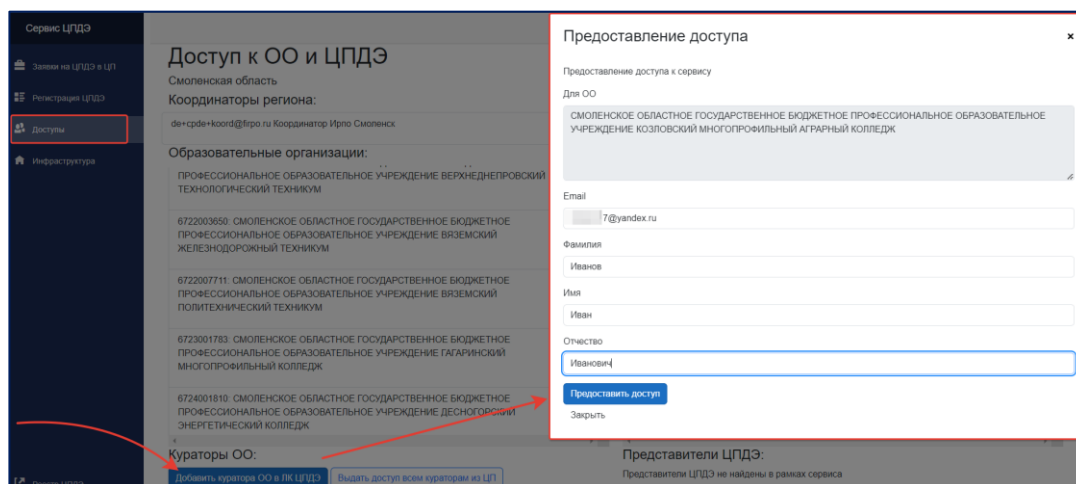 Сервис ЦПДЭ
Заявки на ЦПДЭ в ЦП
Регистрация ЦПДЭ
Доступы
Инфраструктура
Доступ к ОО и ЦПДЭ
Смоленская область
Координаторы региона:
de+cpde+koord@firpo.ru Координатор Ирпо Смоленск
Образовательные организации:
ПРОФЕССИОНАЛЬНОЕ ОБРАЗОВАТЕЛЬНОЕ УЧРЕЖДЕНИЕ ВЕРХНЕДНЕПРОВСКИЙ
ТЕХНОЛОГИЧЕСКИЙ ТЕХНИКУМ
6722003650: СМОЛЕНСКОЕ ОБЛАСТНОЕ ГОСУДАРСТВЕННОЕ БЮДЖЕТНОЕ
ПРОФЕССИОНАЛЬНОЕ ОБРАЗОВАТЕЛЬНОЕ УЧРЕЖДЕНИЕ ВЯЗЕМСКИЙ
ЖЕЛЕЗНОДОРОЖНЫЙ ТЕХНИКУМ
6722007711: СМОЛЕНСКОЕ ОБЛАСТНОЕ ГОСУДАРСТВЕННОЕ БЮДЖЕТНОЕ
ПРОФЕССИОНАЛЬНОЕ ОБРАЗОВАТЕЛЬНОЕ УЧРЕЖДЕНИЕ ВЯЗЕМСКИЙ
ПОЛИТЕХНИЧЕСКИЙ ТЕХНИКУМ
6723001783: СМОЛЕНСКОЕ ОБЛАСТНОЕ ГОСУДАРСТВЕННОЕ БЮДЖЕТНОЕ
ПРОФЕССИОНАЛЬНОЕ ОБРАЗОВАТЕЛЬНОЕ УЧРЕЖДЕНИЕ ГАГАРИНСКИЙ
МНОГОПРОФИЛЬНЫЙ КОЛЛЕДЖ
6724001810: СМОЛЕНСКОЕ ОБЛАСТНОЕ ГОСУДАРСТВЕННОЕ БЮДЖЕТНОЕ
ПРОФЕССИОНАЛЬНОЕ ОБРАЗОВАТЕЛЬНОЕ УЧРЕЖДЕНИЕ ДЕСНОГОРСКИЙ
ЭНЕРГЕТИЧЕСКИЙ КОЛЛЕДЖ
Кураторы ОО:
Добавить куратора ОО в ЛК ЦПДЭ
Выдать доступ всем кураторам из ЦП
Представители ЦПДЭ:
Представители ЦПДЭ не найдены в рамках сервиса
Предоставление доступа
×
Предоставление доступа к сервису
Для ОО
СМОЛЕНСКОЕ ОБЛАСТНОЕ ГОСУДАРСТВЕННОЕ БЮДЖЕТНОЕ ПРОФЕССИОНАЛЬНОЕ ОБРАЗОВАТЕЛЬНОЕ
УЧРЕЖДЕНИЕ КОЗЛОВСКИЙ МНОГОПРОФИЛЬНЫЙ АГРАРНЫЙ КОЛЛЕДЖ
Email
7@yandex.ru
Фамилия
Иванов
Имя
Иван
Отчество
Иванович
Предоставить доступ
Закрыть